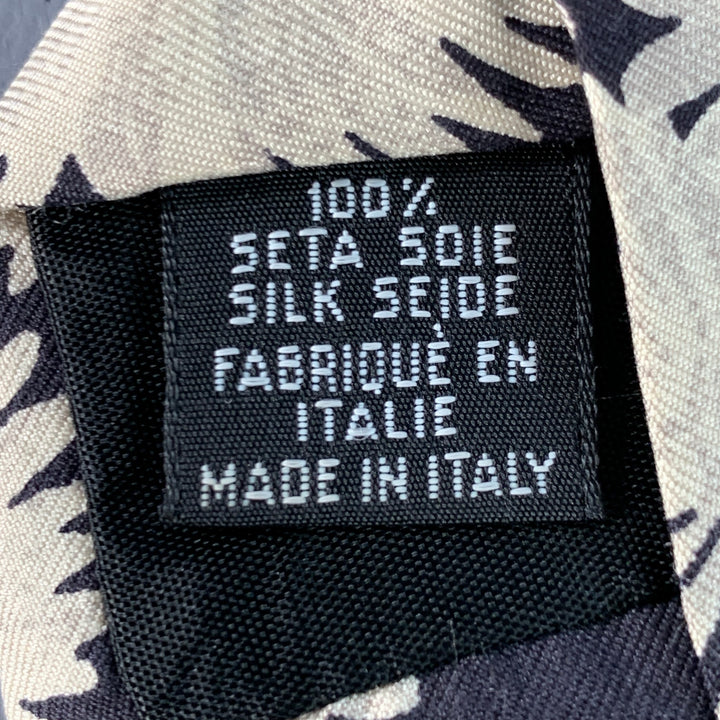 100%
SETA SOIE
SILK SEIDE
FABRIQUÉ EN
ITALIE
MADE IN ITALY